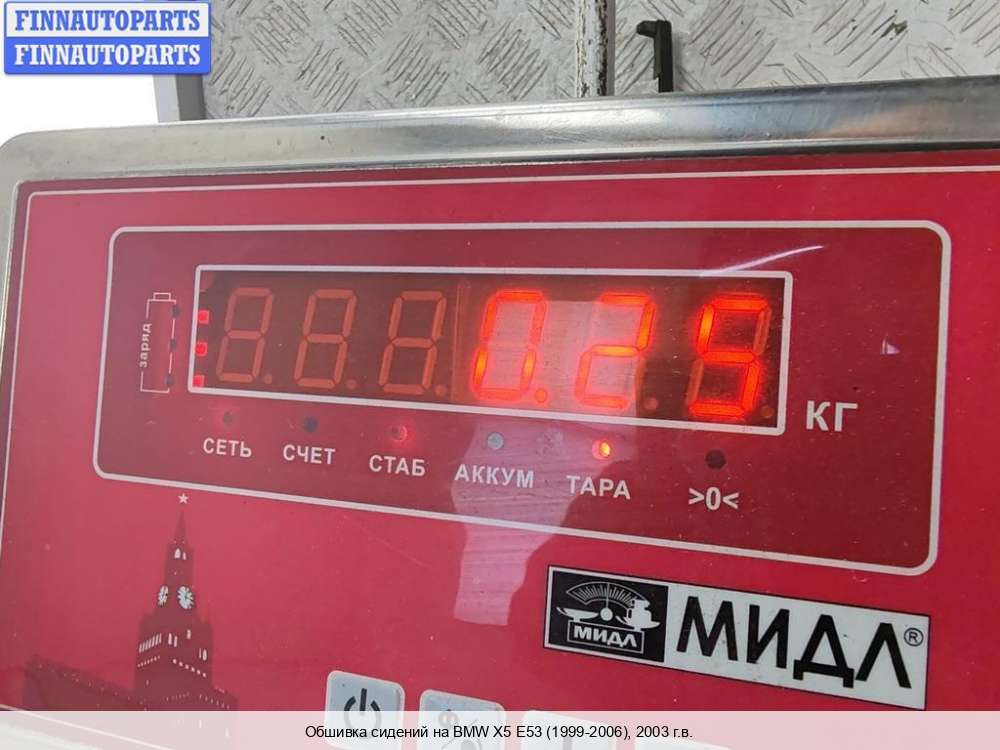 FINNAUTOPARTS
FINNAUTOPARTS
заряд
0.25
КГ
СЕТЬ
СЧЕТ
СТАБ
АККУМ
ТАРА
>0<
МИДЛ
МИДЛ®
Обшивка сидений на BMW X5 E53 (1999-2006), 2003 г.в.